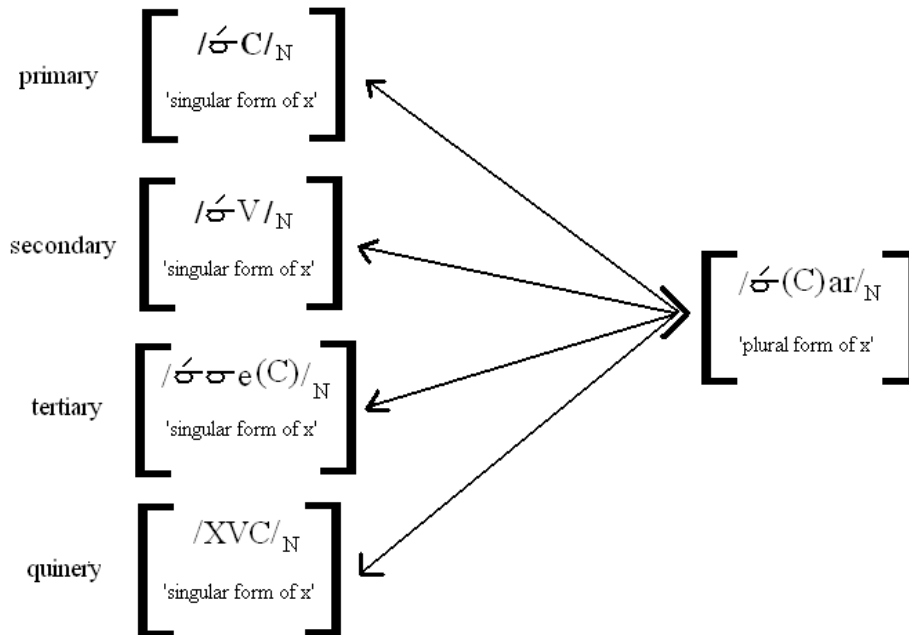 primary
/σ́C/N
'singular form of x'
secondary
/σ́V/N
'singular form of x'
/σ́(C)ar/N
'plural form of x'
tertiary
/σ́σe(C)/N
'singular form of x'
quinery
/XVC/N
'singular form of x'